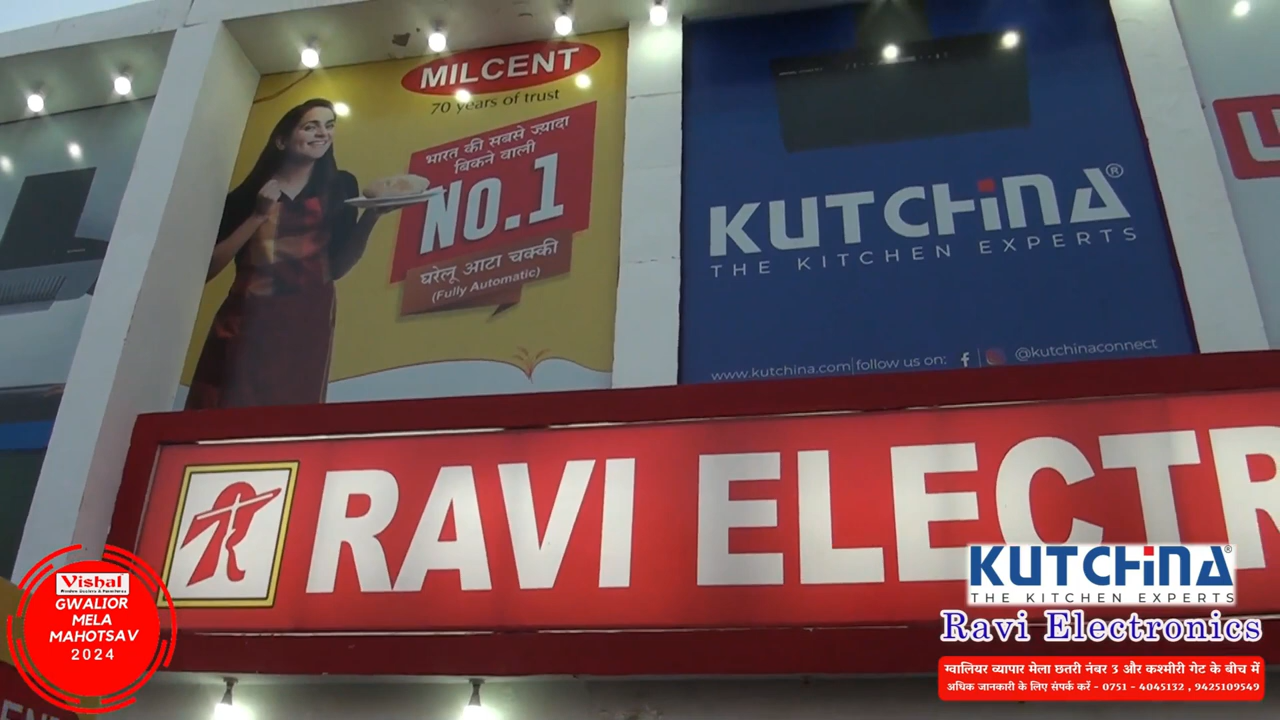 MILCENT
70 years of trust
भारत की सबसे ज़्यादा
बिकने वाली
NO.1
घरेलू आटा चक्की
(Fully Automatic)
KUTCHINA®
THE KITCHEN EXPERTS
www.kutchina.com follow us on: @kutchinaconnect
RAVI ELECTR
Vishal
GWALIOR
MELA
MAHOTSAV
2024
KUTCHINA®
THE KITCHEN EXPERTS
Ravi Electronics
ग्वालियर व्यापार मेला छतरी नंबर 3 और कश्मीरी गेट के बीच में
अधिक जानकारी के लिए संपर्क करें - 0751 - 4045132 , 9425109549